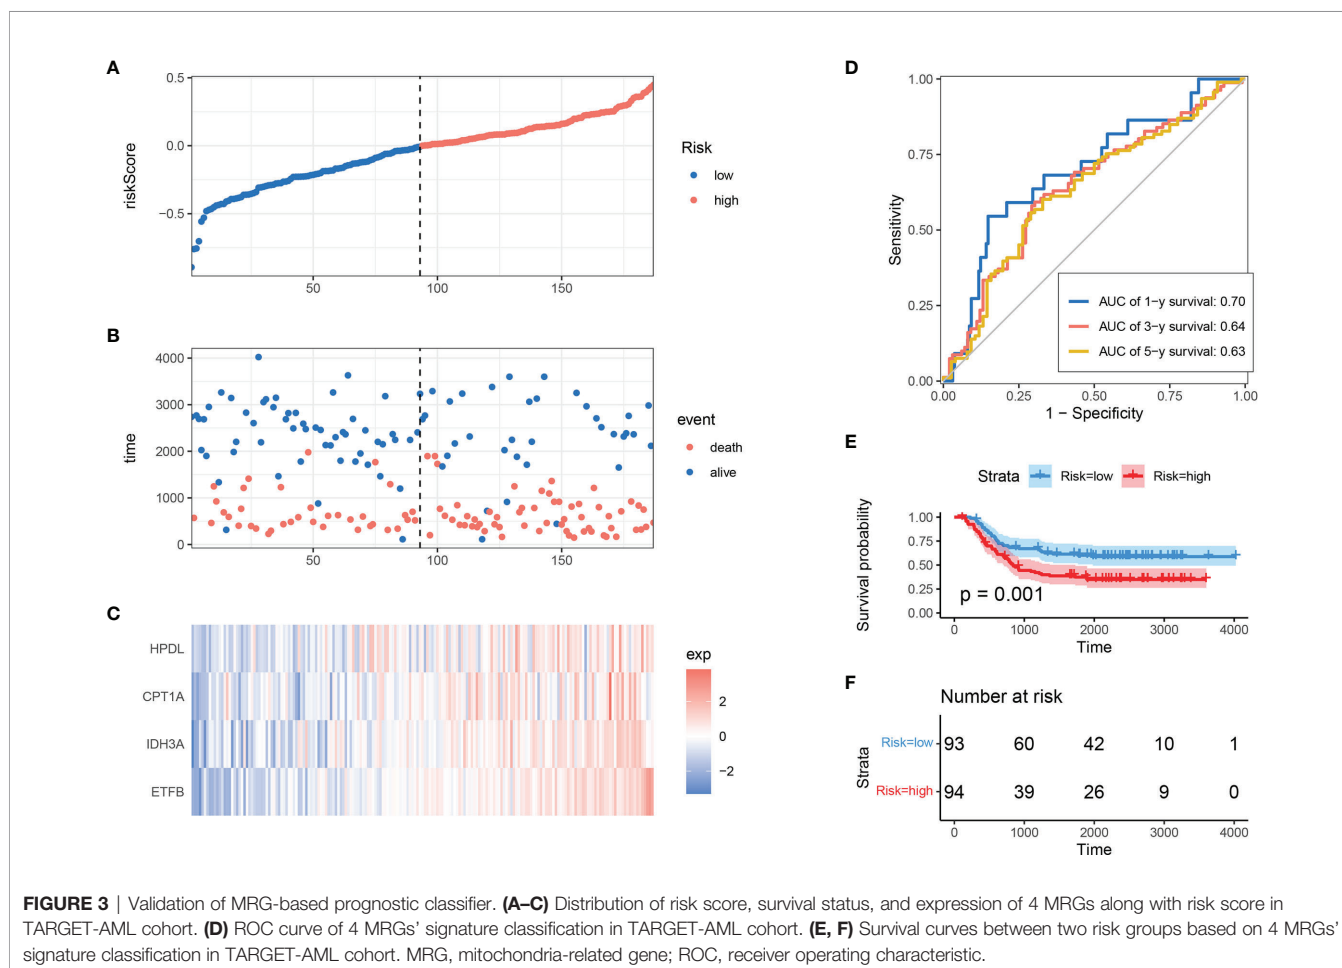 A
0.5
0.0
−0.5
riskScore
50
100
150
Risk
low
high
B
4000
3000
2000
1000
0
time
50
100
150
event
death
alive
C
HPDL
CPT1A
IDH3A
ETFB
exp
2
0
−2
D
1.00
0.75
0.50
0.25
0.00
Sensitivity
AUC of 1−y survival: 0.70
AUC of 3−y survival: 0.64
AUC of 5−y survival: 0.63
0.00 0.25 0.50 0.75 1.00
1 − Specificity
E
Strata Risk=low Risk=high
1.00
0.75
0.50
0.25
0.00
Survival probability
p = 0.001
0 1000 2000 3000 4000
Time
F
Number at risk
Strata
Risk=low 93 60 42 10 1
Risk=high 94 39 26 9 0
0 1000 2000 3000 4000
Time
FIGURE 3 | Validation of MRG-based prognostic classifier. (A–C) Distribution of risk score, survival status, and expression of 4 MRGs along with risk score in
TARGET-AML cohort. (D) ROC curve of 4 MRGs' signature classification in TARGET-AML cohort. (E, F) Survival curves between two risk groups based on 4 MRGs'
signature classification in TARGET-AML cohort. MRG, mitochondria-related gene; ROC, receiver operating characteristic.